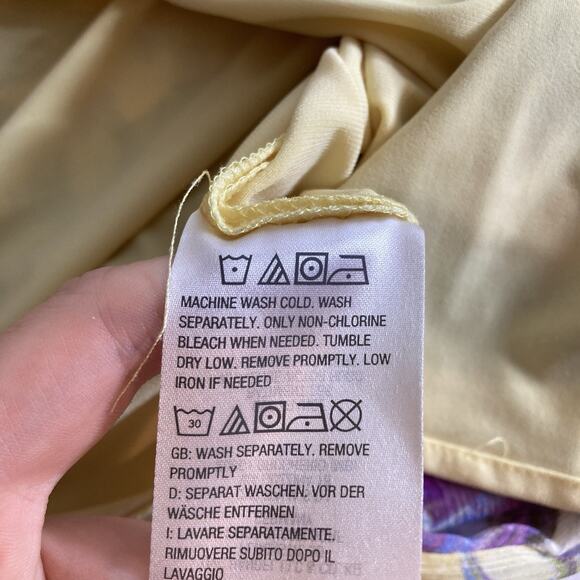 MACHINE WASH COLD. WASH
SEPARATELY. ONLY NON-CHLORINE
BLEACH WHEN NEEDED. TUMBLE
DRY LOW. REMOVE PROMPTLY. LOW
IRON IF NEEDED
30
GB: WASH SEPARATELY. REMOVE
PROMPTLY
D: SEPARAT WASCHEN. VOR DER
WÄSCHE ENTFERNEN
I: LAVARE SEPARATAMENTE.
RIMUOVERE SUBITO DOPO IL
LAVAGGIO